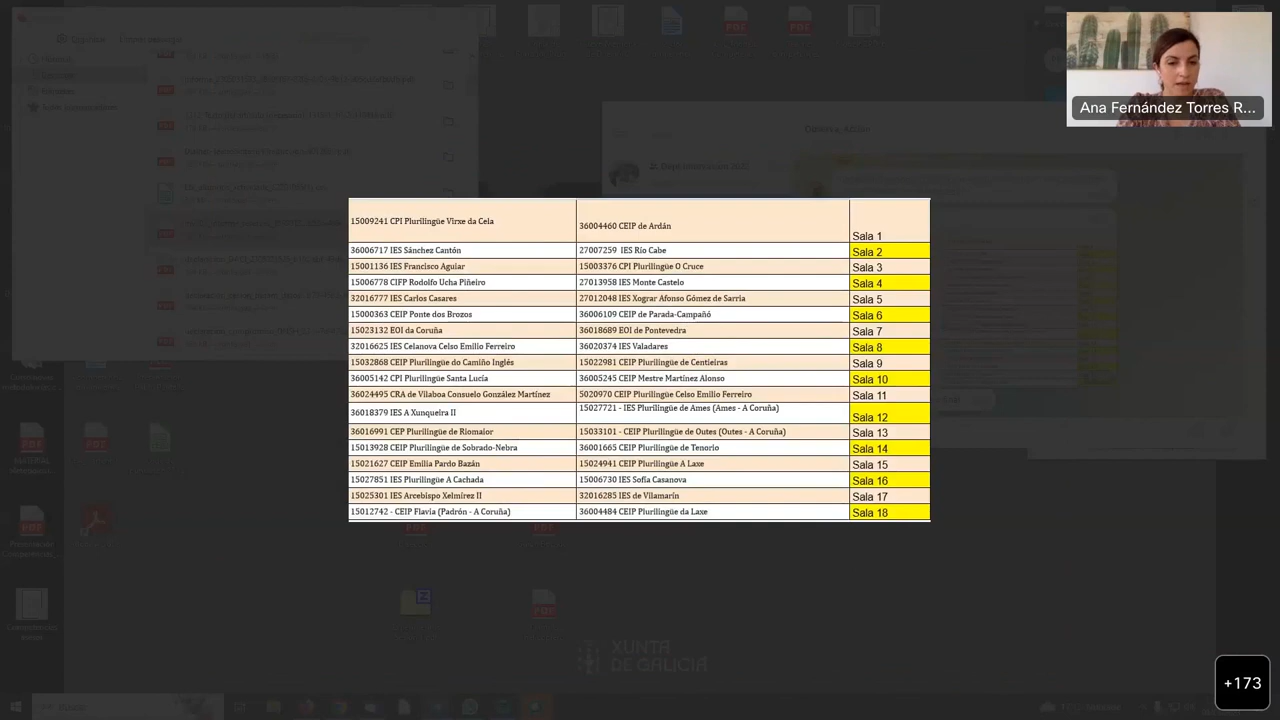 Ana Fernández Torres R...
15009241 CPI Plurilingüe Virxe da Cela 36004460 CEIP de Ardán Sala 1
36006717 IES Sánchez Cantón 27007259 IES Río Cabe Sala 2
15001136 IES Francisco Aguiar 15003376 CPI Plurilingüe O Cruce Sala 3
15006778 CIFP Rodolfo Ucha Piñeiro 27013958 IES Monte Castelo Sala 4
32016777 IES Carlos Casares 27012048 IES Xograr Afonso Gómez de Sarria Sala 5
15000363 CEIP Ponte dos Brozos 36006109 CEIP de Parada-Campañó Sala 6
15023132 EOI da Coruña 36018689 EOI de Pontevedra Sala 7
32016625 IES Celanova Celso Emilio Ferreiro 36020374 IES Valadares Sala 8
15032868 CEIP Plurilingüe do Camiño Inglés 15022981 CEIP Plurilingüe de Centieiras Sala 9
36005142 CPI Plurilingüe Santa Lucía 36005245 CEIP Mestre Martínez Alonso Sala 10
36024495 CRA de Vilaboa Consuelo González Martínez 5020970 CEIP Plurilingüe Celso Emilio Ferreiro Sala 11
36018379 IES A Xunqueira II 15027721 - IES Plurilingüe de Ames (Ames - A Coruña) Sala 12
36016991 CEP Plurilingüe de Riomaior 15033101 - CEIP Plurilingüe de Outes (Outes - A Coruña) Sala 13
15013928 CEIP Plurilingüe de Sobrado-Nebra 36001665 CEIP Plurilingüe de Tenorio Sala 14
15021627 CEIP Emilia Pardo Bazán 15024941 CEIP Plurilingüe A Laxe Sala 15
15027851 IES Plurilingüe A Cachada 15006730 IES Sofía Casanova Sala 16
15025301 IES Arcebispo Xelmírez II 32016285 IES de Vilamarín Sala 17
15012742 - CEIP Flavia (Padrón - A Coruña) 36004484 CEIP Plurilingüe da Laxe Sala 18
XUNTA
DE GALICIA
+173